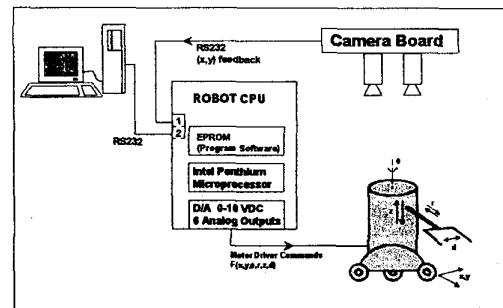 Camera Board
RS232
(x,y) feedback
ROBOT CPU
1
2
RS232
EPROM
(Program Software)
Intel Penthium
Microprocessor
D/A 0-10 VDC
6 Analog Outputs
Motor Driver Commands
θ
z
r
d
x,y